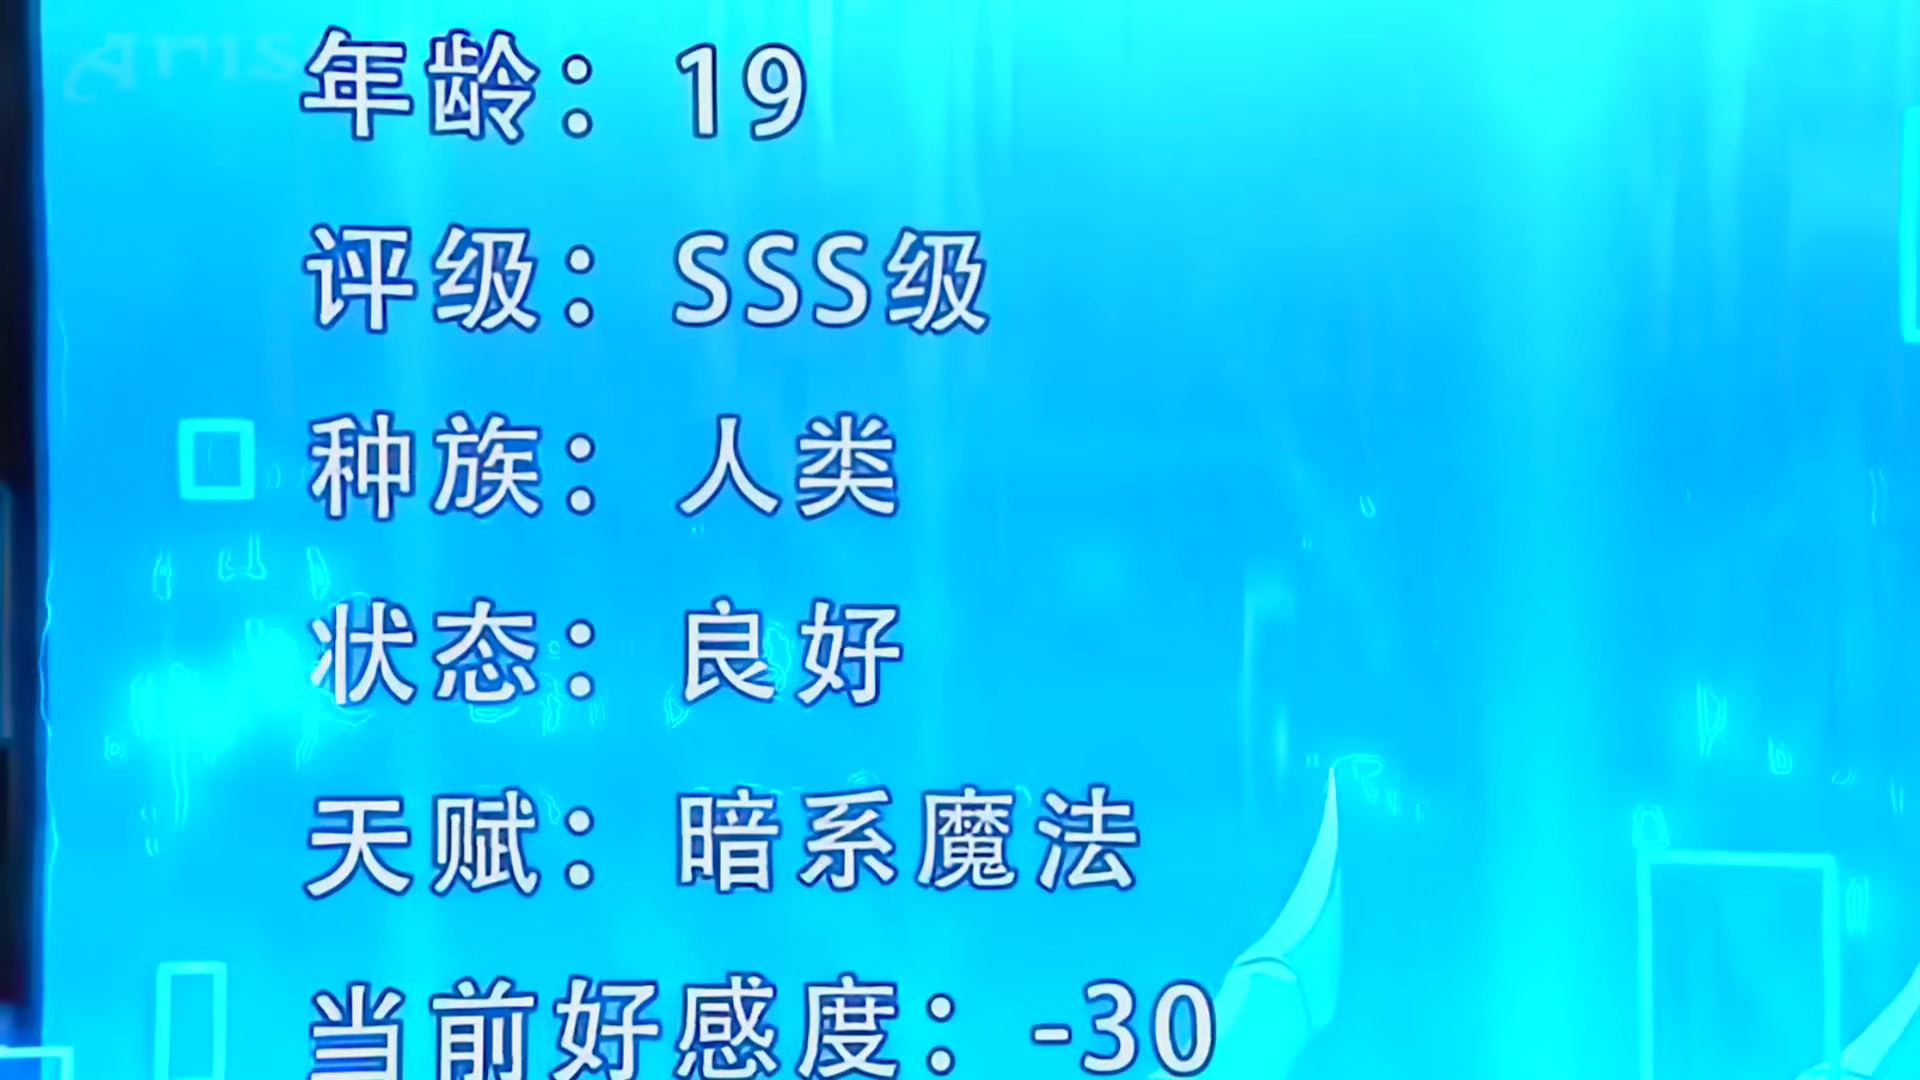 Aris
年龄：19
评级：SSS级
种族：人类
状态：良好
天赋：暗系魔法
当前好感度：-30